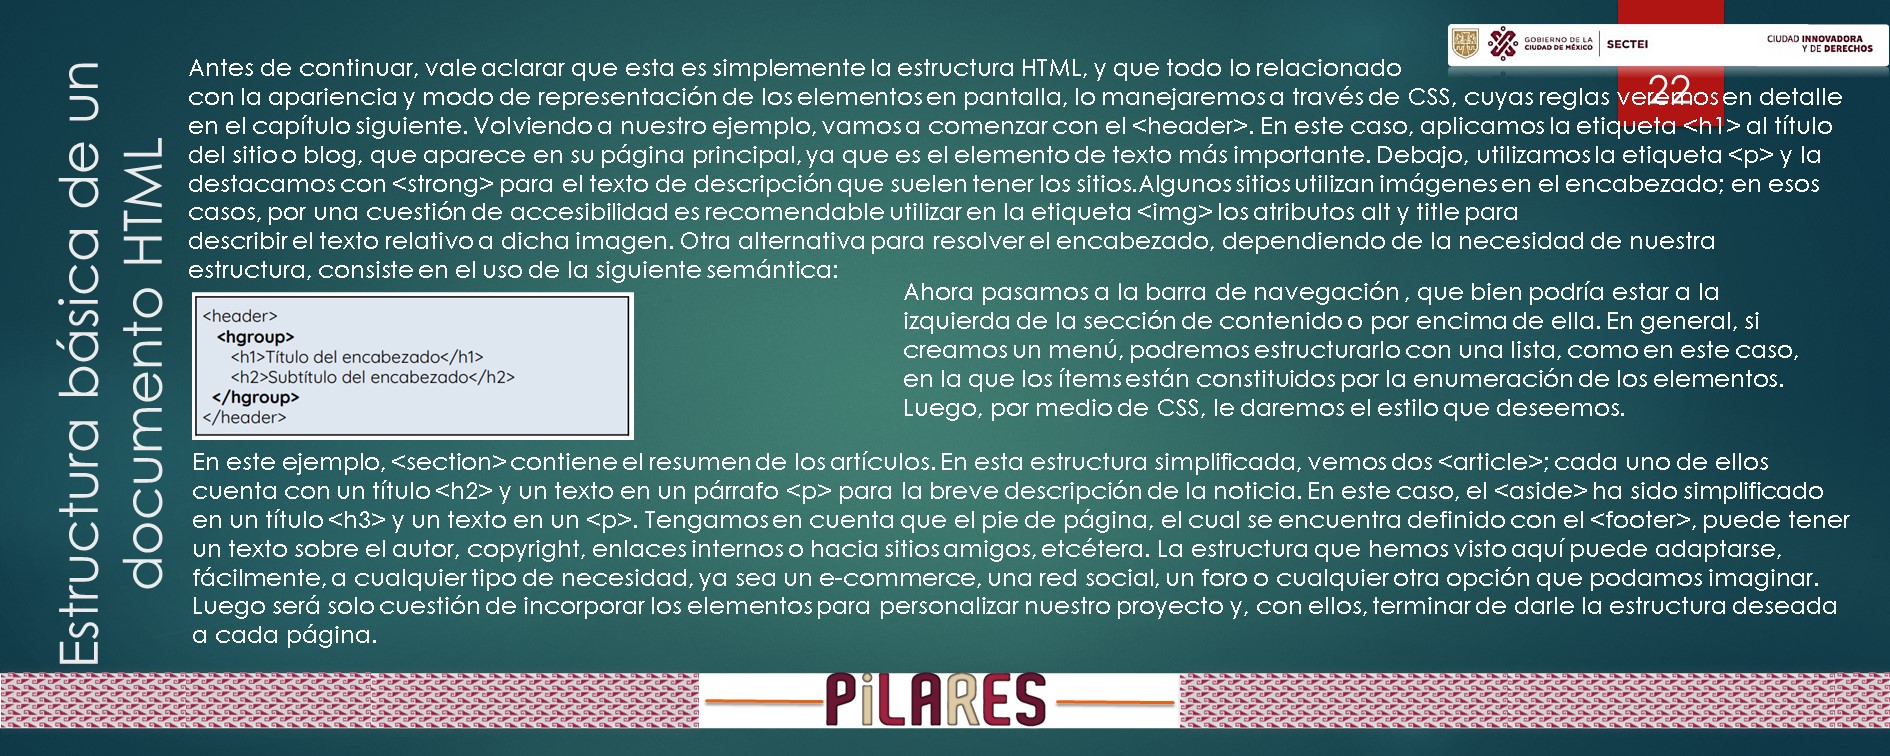 Estructura básica de un
documento HTML
GOBIERNO DE LA
CIUDAD DE MÉXICO
SECTEI
CIUDAD INNOVADORA
Y DE DERECHOS
22
Antes de continuar, vale aclarar que esta es simplemente la estructura HTML, y que todo lo relacionado
con la apariencia y modo de representación de los elementos en pantalla, lo manejaremos a través de CSS, cuyas reglas veremos en detalle
en el capítulo siguiente. Volviendo a nuestro ejemplo, vamos a comenzar con el <header>. En este caso, aplicamos la etiqueta <h1> al título
del sitio o blog, que aparece en su página principal, ya que es el elemento de texto más importante. Debajo, utilizamos la etiqueta <p> y la
destacamos con <strong> para el texto de descripción que suelen tener los sitios.Algunos sitios utilizan imágenes en el encabezado; en esos
casos, por una cuestión de accesibilidad es recomendable utilizar en la etiqueta <img> los atributos alt y title para
describir el texto relativo a dicha imagen. Otra alternativa para resolver el encabezado, dependiendo de la necesidad de nuestra
estructura, consiste en el uso de la siguiente semántica:
<header>
<hgroup>
<h1>Título del encabezado</h1>
<h2>Subtítulo del encabezado</h2>
</hgroup>
</header>
Ahora pasamos a la barra de navegación , que bien podría estar a la
izquierda de la sección de contenido o por encima de ella. En general, si
creamos un menú, podremos estructurarlo con una lista, como en este caso,
en la que los ítems están constituidos por la enumeración de los elementos.
Luego, por medio de CSS, le daremos el estilo que deseemos.
En este ejemplo, <section> contiene el resumen de los artículos. En esta estructura simplificada, vemos dos <article>; cada uno de ellos
cuenta con un título <h2> y un texto en un párrafo <p> para la breve descripción de la noticia. En este caso, el <aside> ha sido simplificado
en un título <h3> y un texto en un <p>. Tengamos en cuenta que el pie de página, el cual se encuentra definido con el <footer>, puede tener
un texto sobre el autor, copyright, enlaces internos o hacia sitios amigos, etcétera. La estructura que hemos visto aquí puede adaptarse,
fácilmente, a cualquier tipo de necesidad, ya sea un e-commerce, una red social, un foro o cualquier otra opción que podamos imaginar.
Luego será solo cuestión de incorporar los elementos para personalizar nuestro proyecto y, con ellos, terminar de darle la estructura deseada
a cada página.
PiLARES